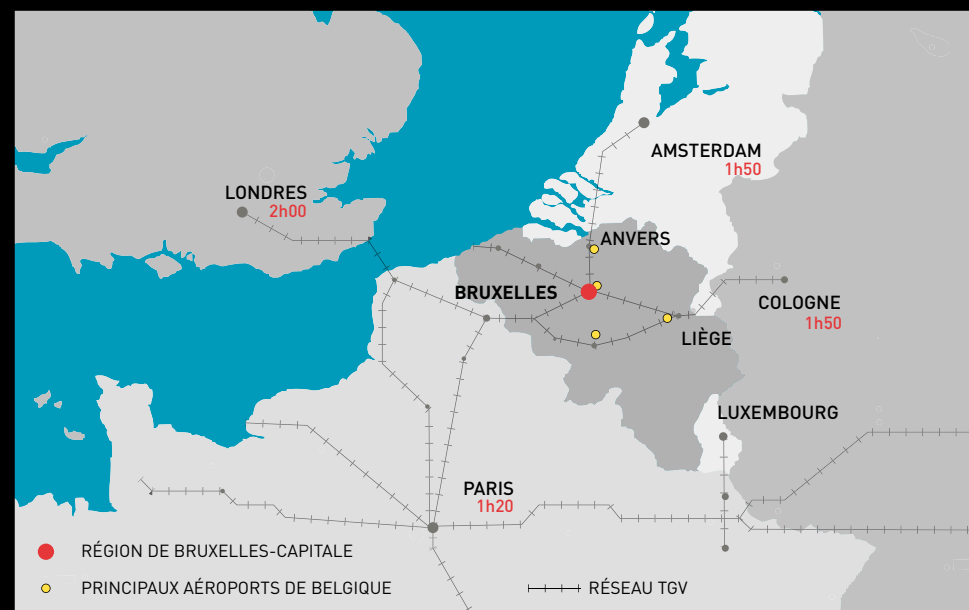 AMSTERDAM
1h50
LONDRES
2h00
ANVERS
BRUXELLES
COLOGNE
1h50
LIÈGE
LUXEMBOURG
PARIS
1h20
RÉGION DE BRUXELLES-CAPITALE
PRINCIPAUX AÉROPORTS DE BELGIQUE
RÉSEAU TGV